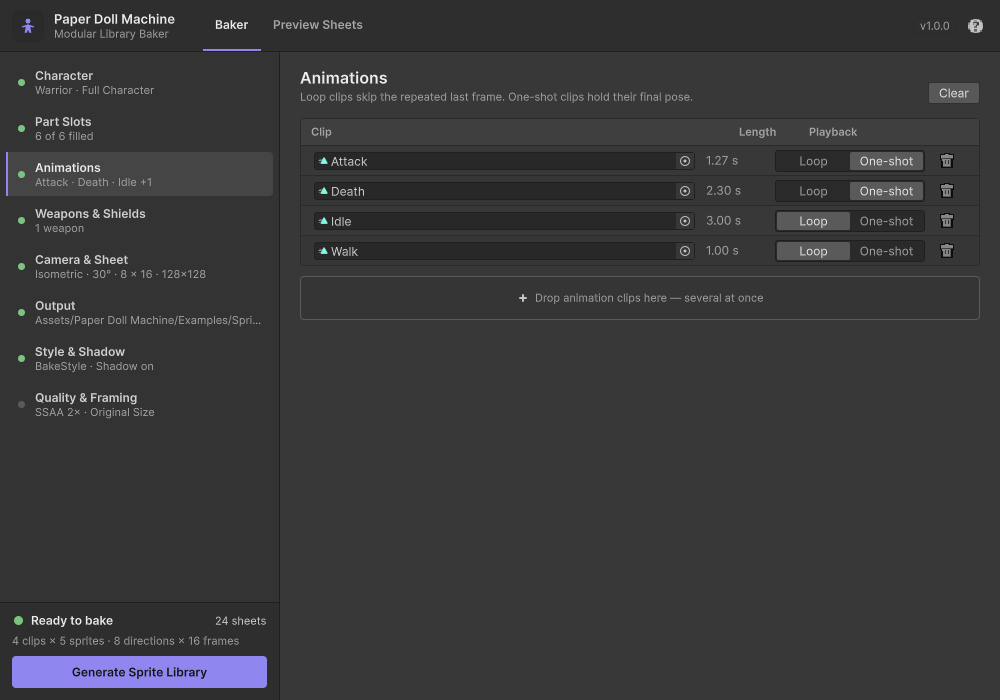 Paper Doll Machine
Modular Library Baker
Baker
Preview Sheets
v1.0.0
?
Character
Warrior · Full Character
Part Slots
6 of 6 filled
Animations
Attack · Death · Idle +1
Weapons & Shields
1 weapon
Camera & Sheet
Isometric · 30° · 8 × 16 · 128×128
Output
Assets/Paper Doll Machine/Examples/Spri...
Style & Shadow
BakeStyle · Shadow on
Quality & Framing
SSAA 2× · Original Size
Ready to bake
24 sheets
4 clips × 5 sprites · 8 directions × 16 frames
Generate Sprite Library
Animations
Loop clips skip the repeated last frame. One-shot clips hold their final pose.
Clear
Clip Length Playback
Attack 1.27 s Loop One-shot
Death 2.30 s Loop One-shot
Idle 3.00 s Loop One-shot
Walk 1.00 s Loop One-shot
+ Drop animation clips here — several at once